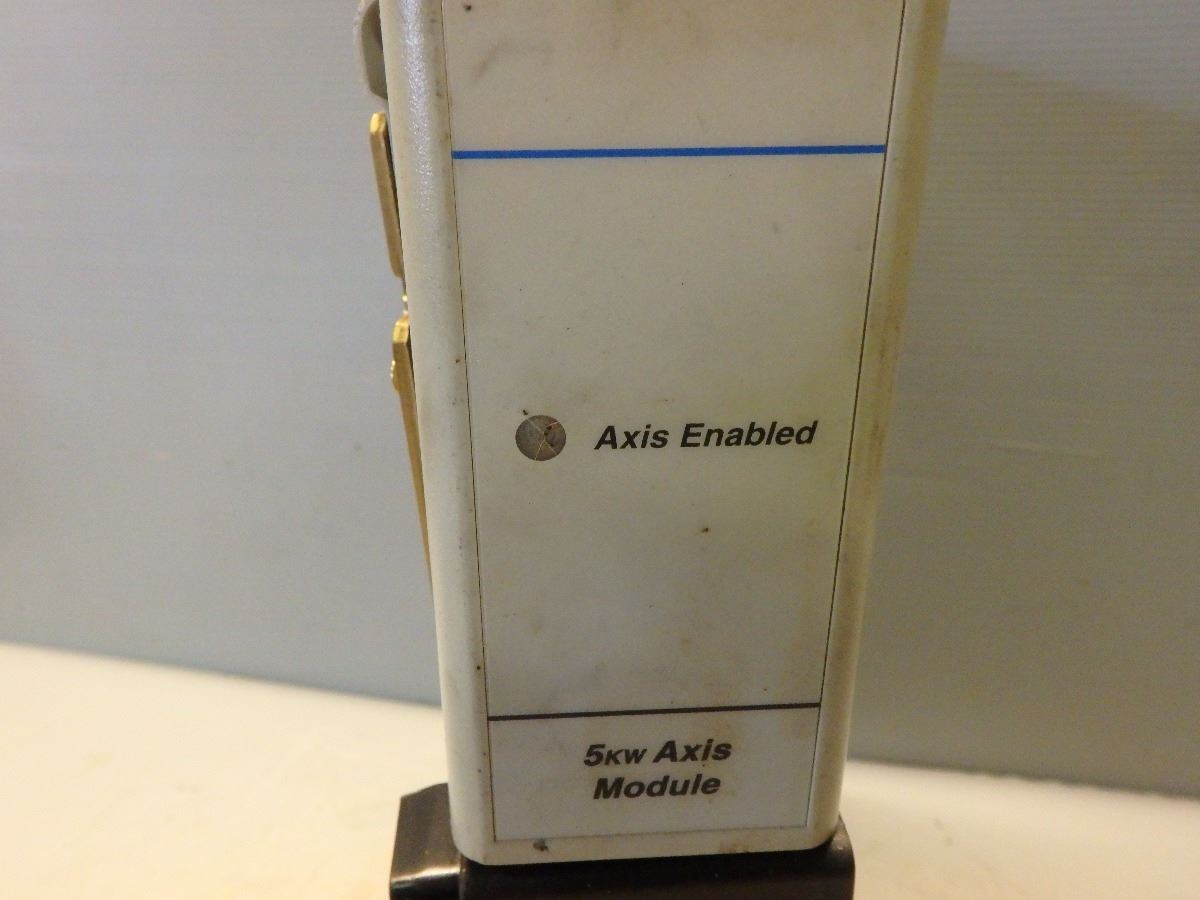 Axis Enabled
5KW Axis
Module